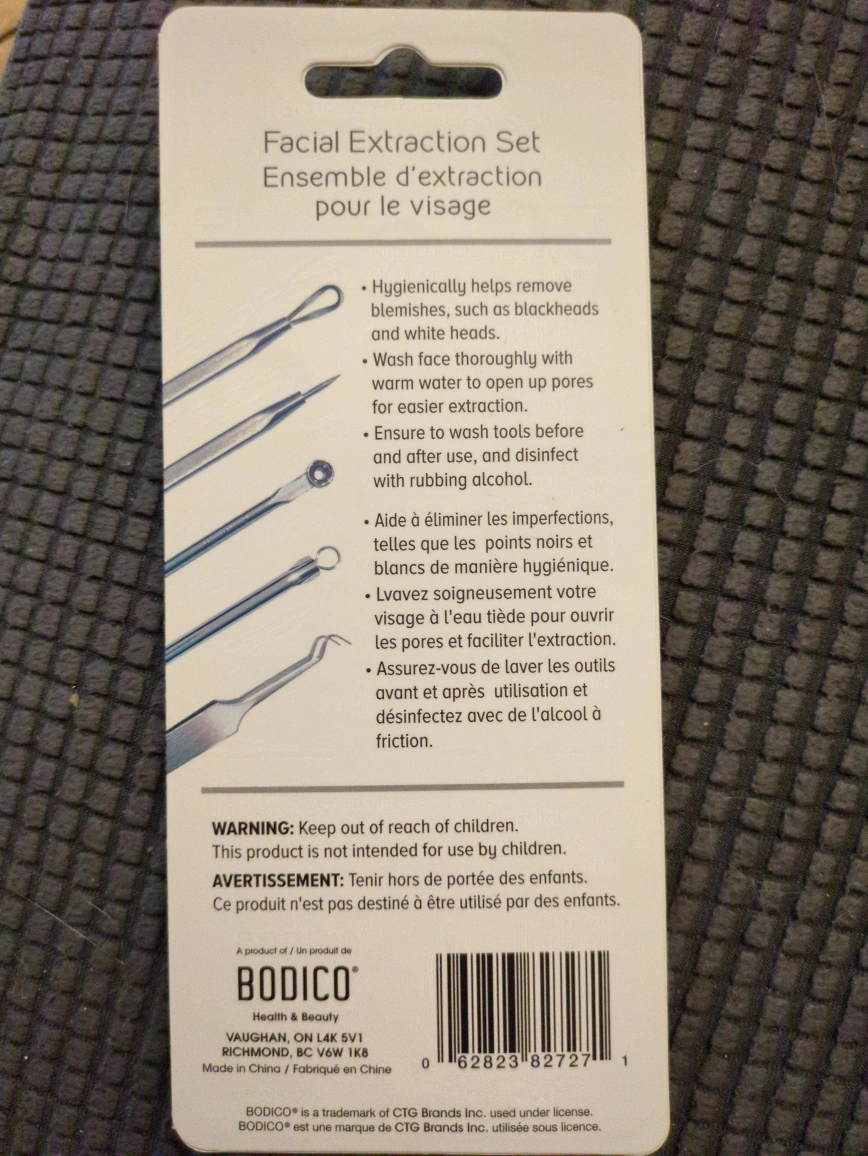 Facial Extraction Set
Ensemble d'extraction
pour le visage
• Hygienically helps remove
blemishes, such as blackheads
and white heads.
• Wash face thoroughly with
warm water to open up pores
for easier extraction.
• Ensure to wash tools before
and after use, and disinfect
with rubbing alcohol.
• Aide à éliminer les imperfections,
telles que les points noirs et
blancs de manière hygiénique.
• Lvavez soigneusement votre
visage à l'eau tiède pour ouvrir
les pores et faciliter l'extraction.
• Assurez-vous de laver les outils
avant et après utilisation et
désinfectez avec de l'alcool à
friction.
WARNING: Keep out of reach of children.
This product is not intended for use by children.
AVERTISSEMENT: Tenir hors de portée des enfants.
Ce produit n'est pas destiné à être utilisé par des enfants.
A product of / Un produit de
BODICO®
Health & Beauty
VAUGHAN, ON L4K 5V1
RICHMOND, BC V6W 1K8
Made in China / Fabriqué en Chine
0 62823 82727 1
BODICO® is a trademark of CTG Brands Inc. used under license.
BODICO® est une marque de CTG Brands Inc. utilisée sous licence.